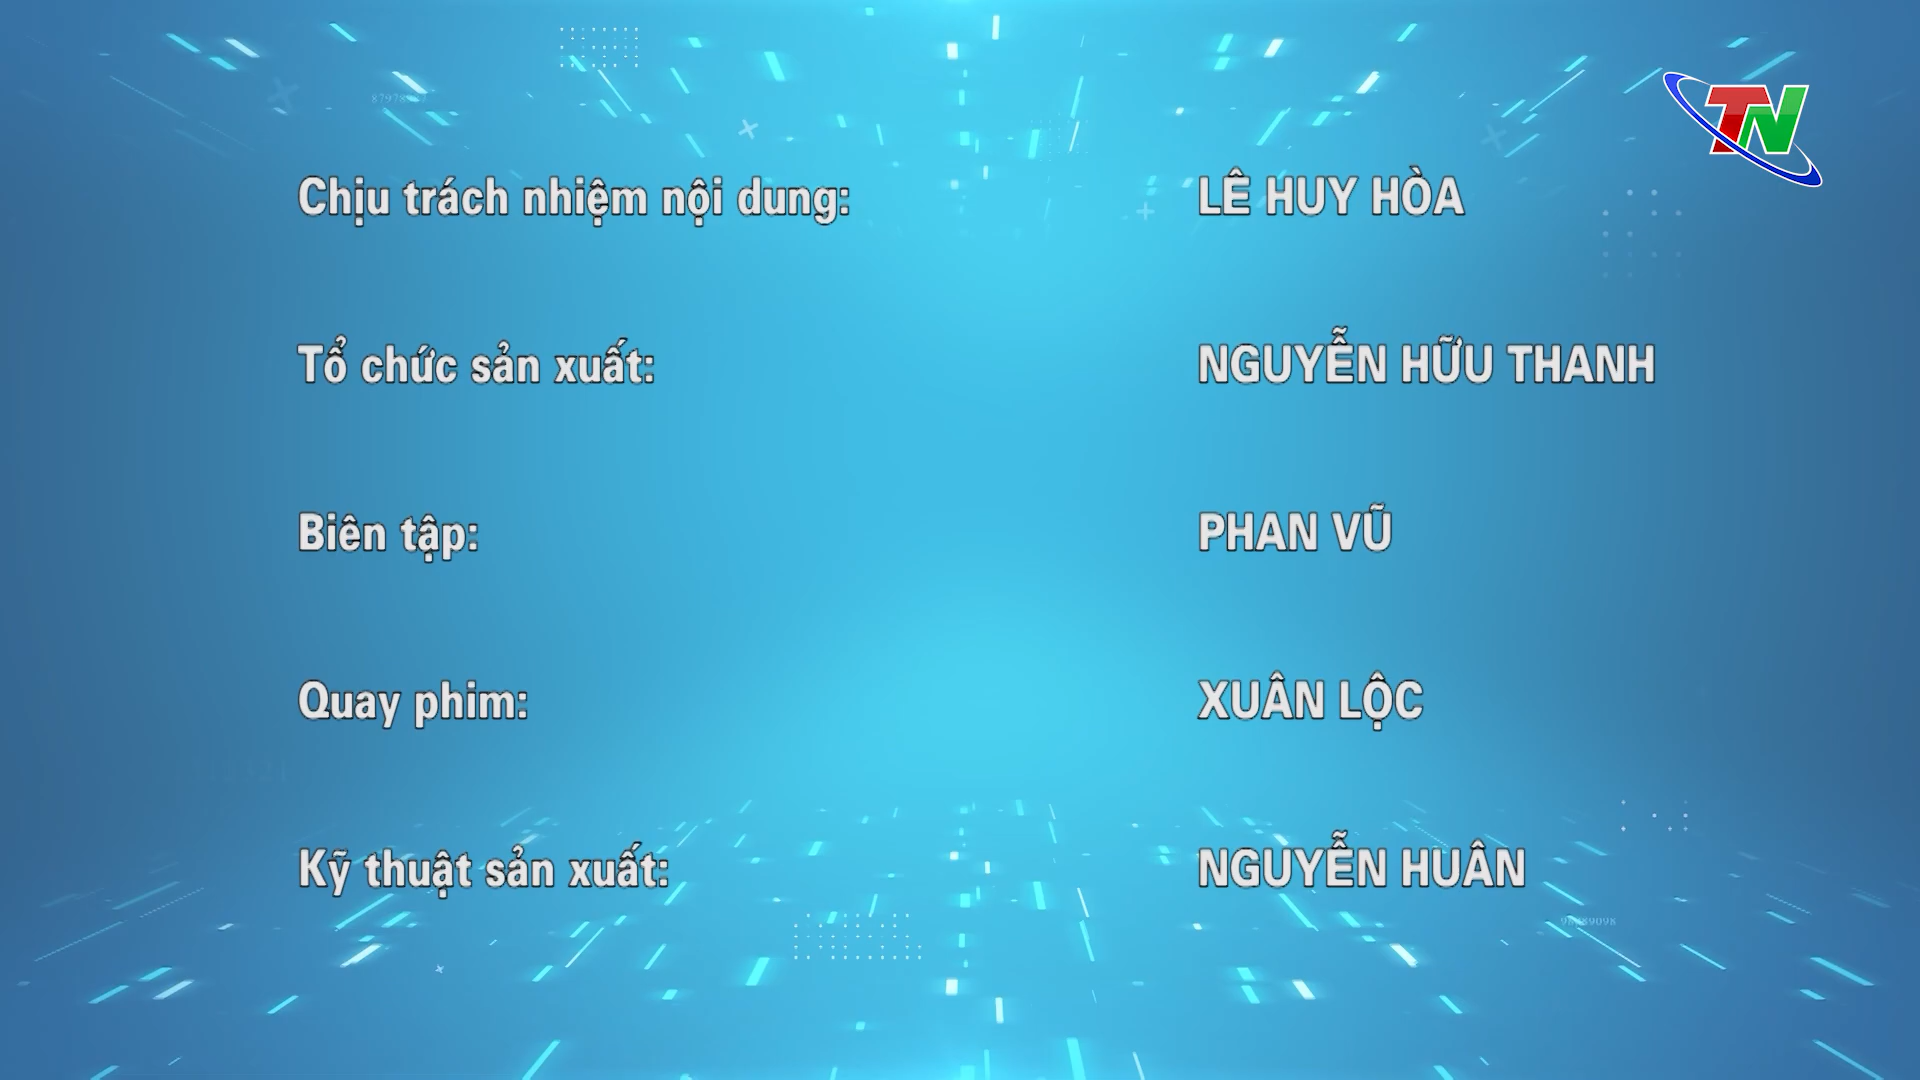 TN
Chịu trách nhiệm nội dung: LÊ HUY HÒA
Tổ chức sản xuất: NGUYỄN HỮU THANH
Biên tập: PHAN VŨ
Quay phim: XUÂN LỘC
Kỹ thuật sản xuất: NGUYỄN HUÂN